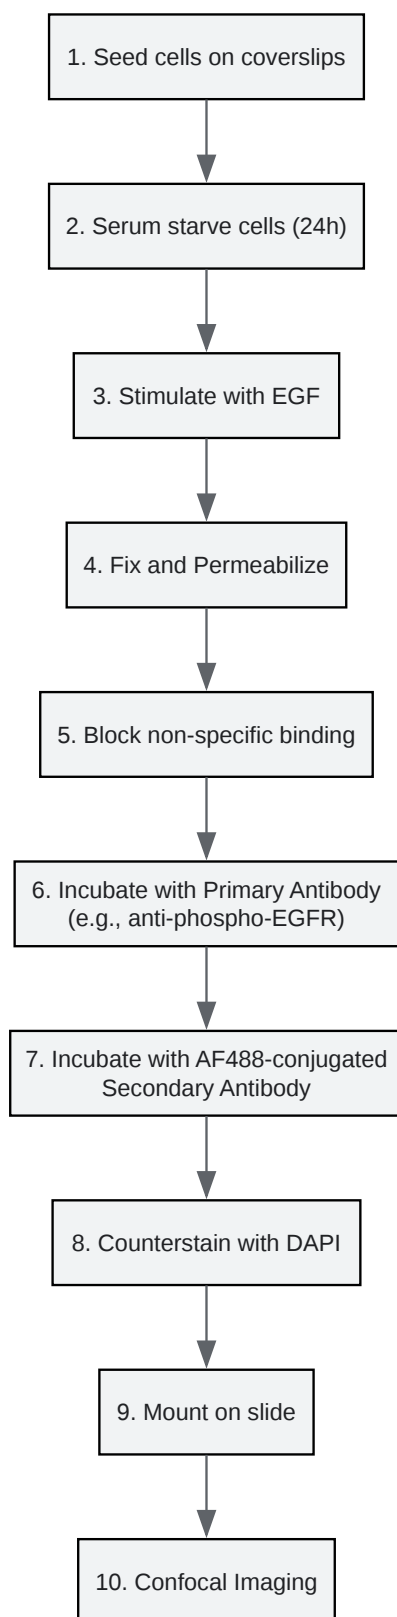 1. Seed cells on coverslips
2. Serum starve cells (24h)
3. Stimulate with EGF
4. Fix and Permeabilize
5. Block non-specific binding
6. Incubate with Primary Antibody
(e.g., anti-phospho-EGFR)
7. Incubate with AF488-conjugated
Secondary Antibody
8. Counterstain with DAPI
9. Mount on slide
10. Confocal Imaging